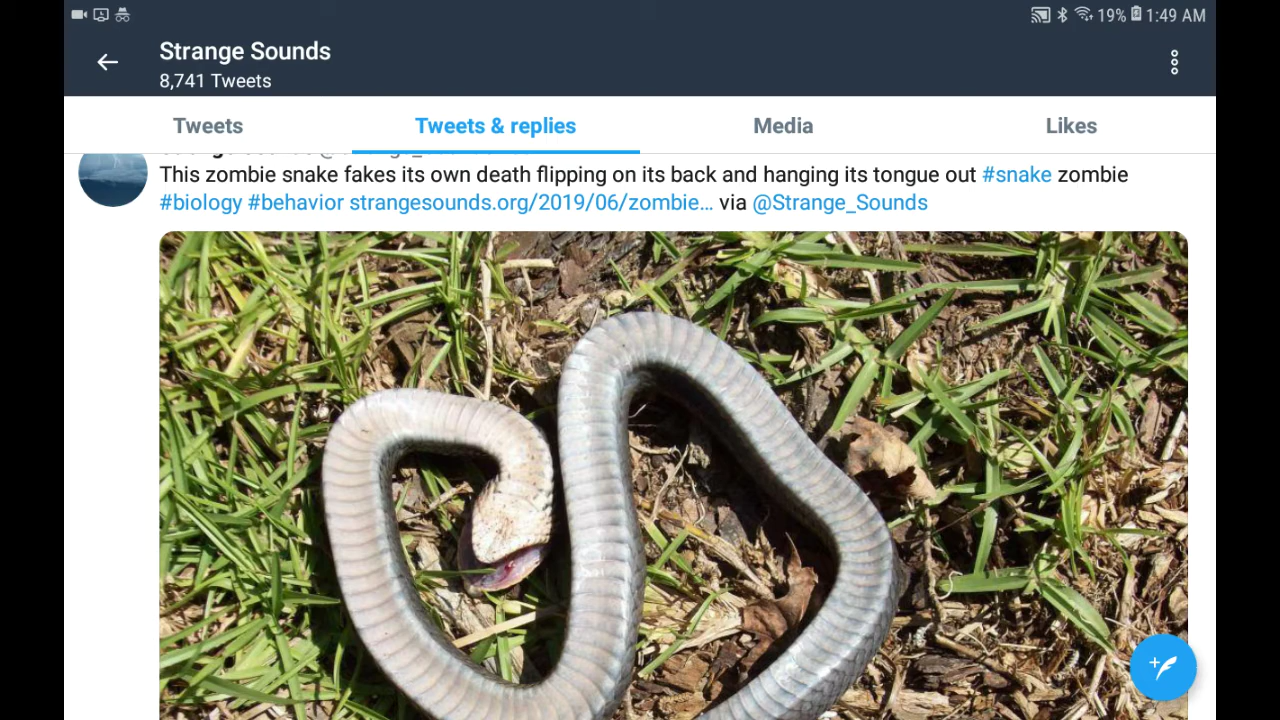 19% 1:49 AM
Strange Sounds
8,741 Tweets
Tweets
Tweets & replies
Media
Likes
This zombie snake fakes its own death flipping on its back and hanging its tongue out #snake zombie
#biology #behavior strangesounds.org/2019/06/zombie... via @Strange_Sounds